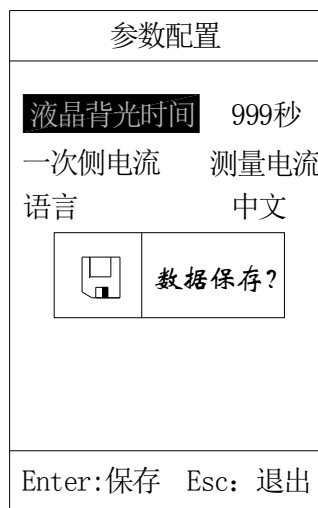 参数配置
液晶背光时间 999秒
一次侧电流 测量电流
语言 中文
数据保存?
Enter:保存 Esc: 退出